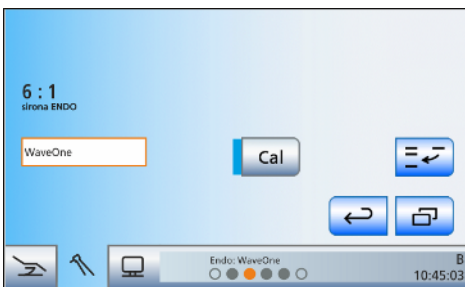 6 : 1
sirona ENDO
WaveOne
Cal
Endo: WaveOne
B
10:45:03